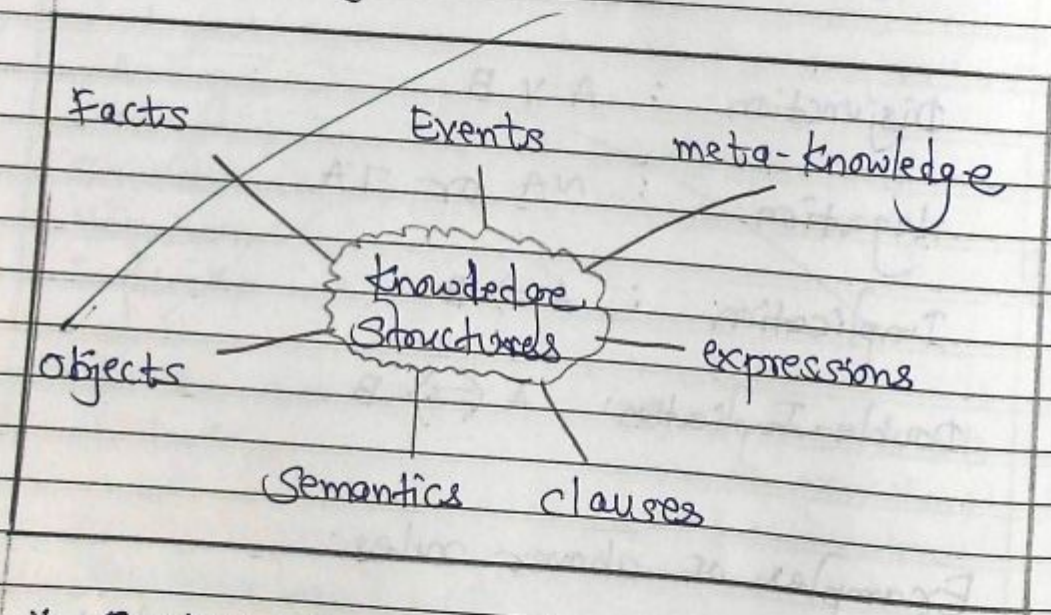 Facts
Events
meta-knowledge
Knowledge
Structures
Objects
expressions
Semantics
clauses